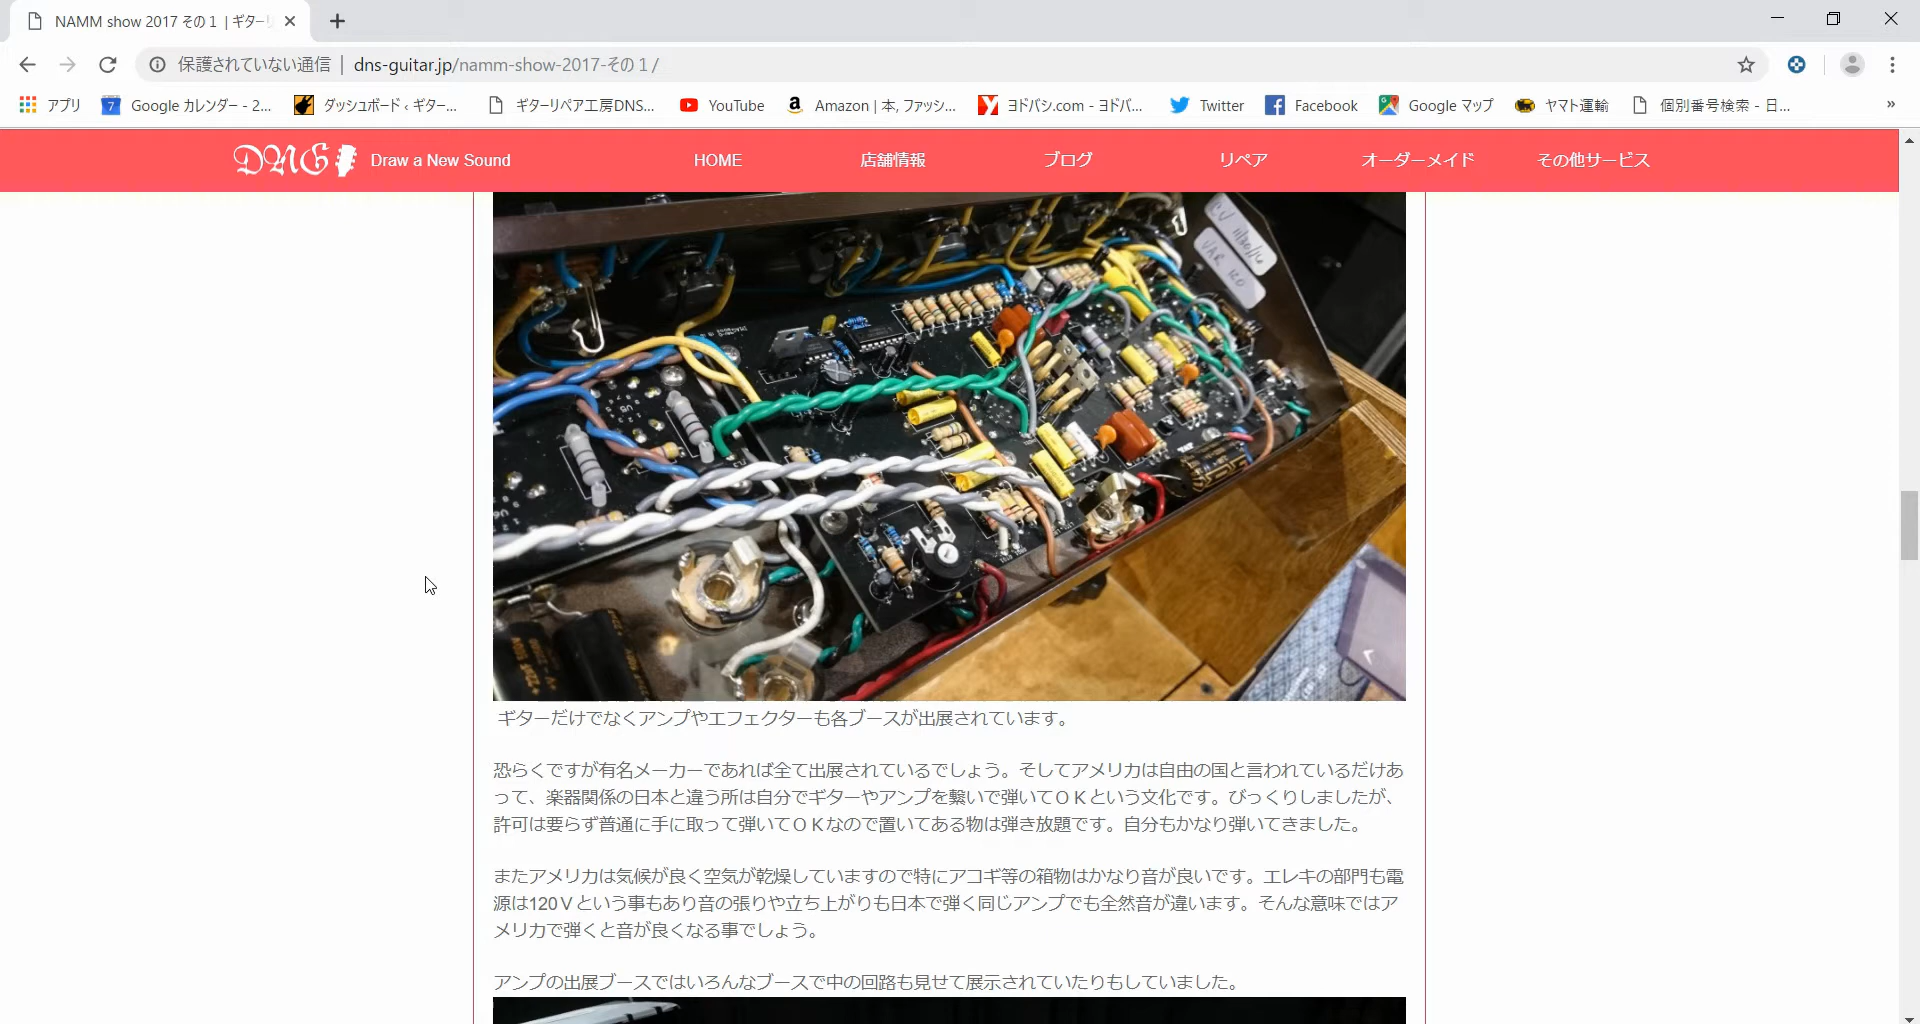 NAMM show 2017 その１ | ギター
保護されていない通信 | dns-guitar.jp/namm-show-2017-その１/
アプリ Google カレンダー - 2... ダッシュボード ‹ ギター... ギターリペア工房DNS... YouTube Amazon | 本, ファッシ... ヨドバシ.com - ヨドバ... Twitter Facebook Google マップ ヤマト運輸 個別番号検索 - 日... »
DNG Draw a New Sound HOME 店舗情報 ブログ リペア オーダーメイド その他サービス
CV 11/30/16
VAR 120
ギターだけでなくアンプやエフェクターも各ブースが出展されています。
恐らくですが有名メーカーであれば全て出展されているでしょう。そしてアメリカは自由の国と言われているだけあ
って、楽器関係の日本と違う所は自分でギターやアンプを繋いで弾いてＯＫという文化です。びっくりしましたが、
許可は要らず普通に手に取って弾いてＯＫなので置いてある物は弾き放題です。自分もかなり弾いてきました。
またアメリカは気候が良く空気が乾燥していますので特にアコギ等の箱物はかなり音が良いです。エレキの部門も電
源は120Ｖという事もあり音の張りや立ち上がりも日本で弾く同じアンプでも全然音が違います。そんな意味ではア
メリカで弾くと音が良くなる事でしょう。
アンプの出展ブースではいろんなブースで中の回路も見せて展示されていたりもしていました。